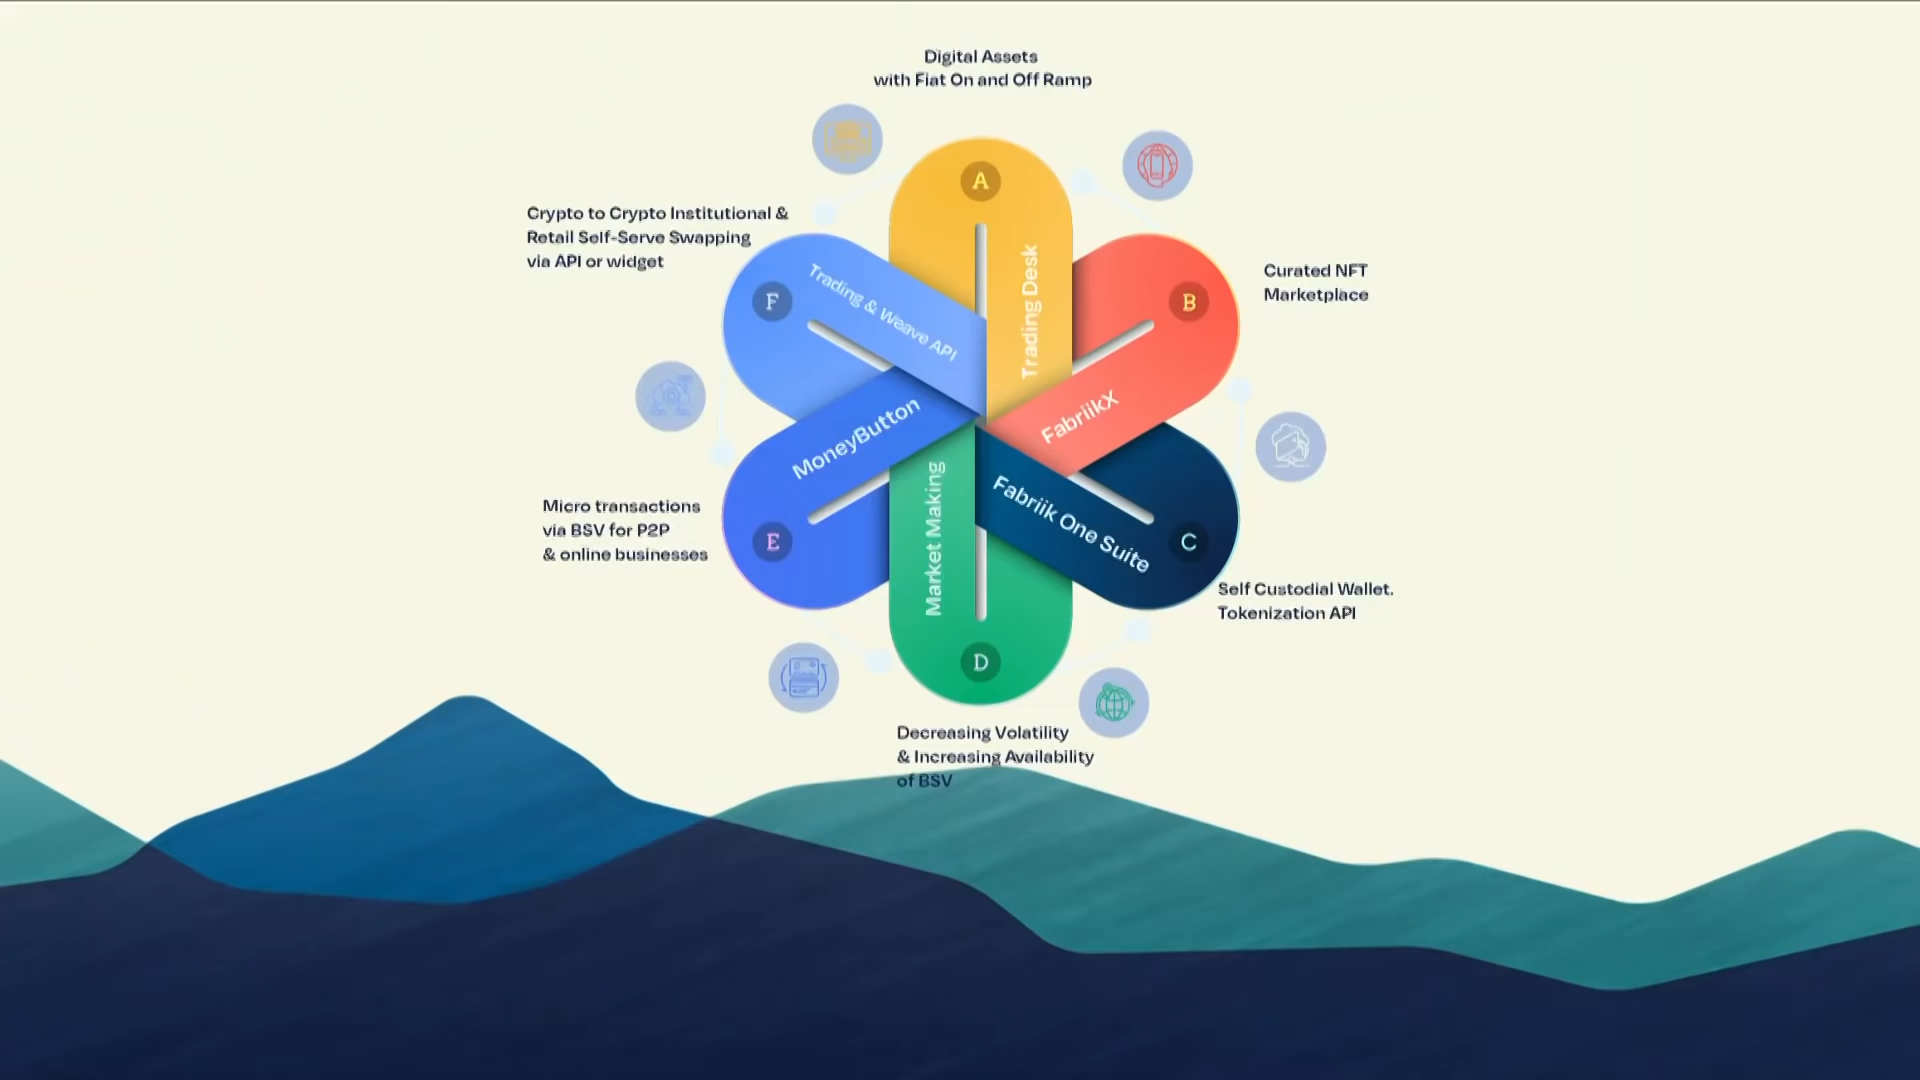 Digital Assets
with Fiat On and Off Ramp
A
Trading Desk
B
FabriikX
Curated NFT
Marketplace
C
Fabriik One Suite
Self Custodial Wallet.
Tokenization API
D
Market Making
Decreasing Volatility
& Increasing Availability
of BSV
E
MoneyButton
Micro transactions
via BSV for P2P
& online businesses
F
Trading & Weave API
Crypto to Crypto Institutional &
Retail Self-Serve Swapping
via API or widget